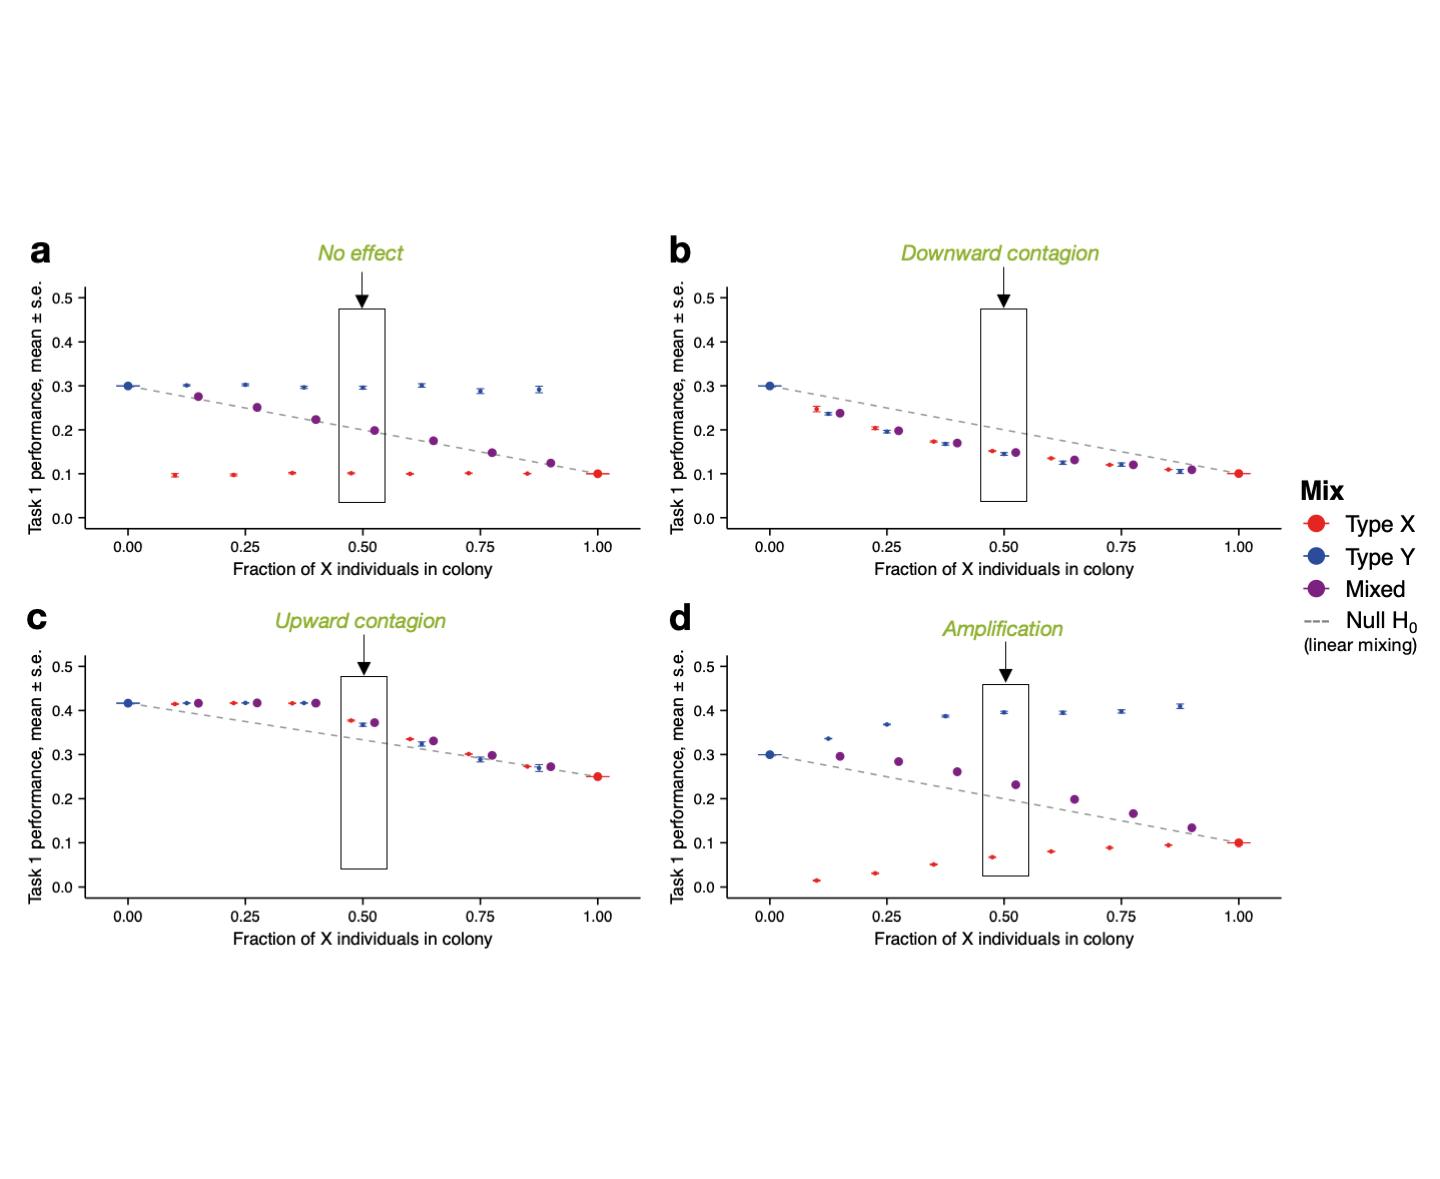 a
No effect
Task 1 performance, mean ± s.e.
0.5
0.4
0.3
0.2
0.1
0.0
0.00 0.25 0.50 0.75 1.00
Fraction of X individuals in colony
b
Downward contagion
Task 1 performance, mean ± s.e.
0.5
0.4
0.3
0.2
0.1
0.0
0.00 0.25 0.50 0.75 1.00
Fraction of X individuals in colony
c
Upward contagion
Task 1 performance, mean ± s.e.
0.5
0.4
0.3
0.2
0.1
0.0
0.00 0.25 0.50 0.75 1.00
Fraction of X individuals in colony
d
Amplification
Task 1 performance, mean ± s.e.
0.5
0.4
0.3
0.2
0.1
0.0
0.00 0.25 0.50 0.75 1.00
Fraction of X individuals in colony
Mix
Type X
Type Y
Mixed
Null H₀
(linear mixing)